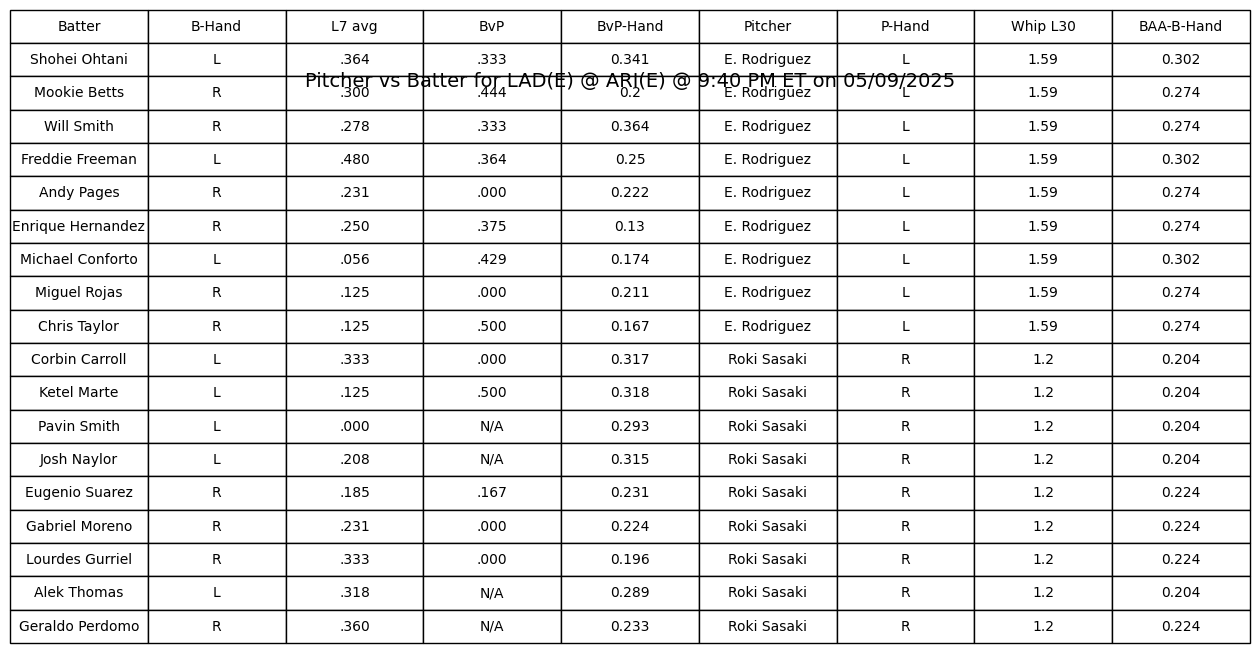 Batter B-Hand L7 avg BvP BvP-Hand Pitcher P-Hand Whip L30 BAA-B-Hand
Shohei Ohtani L .364 .333 0.341 E. Rodriguez L 1.59 0.302
Pitcher vs Batter for LAD(E) @ ARI(E) @ 9:40 PM ET on 05/09/2025
Mookie Betts R .300 .444 0.2 E. Rodriguez L 1.59 0.274
Will Smith R .278 .333 0.364 E. Rodriguez L 1.59 0.274
Freddie Freeman L .480 .364 0.25 E. Rodriguez L 1.59 0.302
Andy Pages R .231 .000 0.222 E. Rodriguez L 1.59 0.274
Enrique Hernandez R .250 .375 0.13 E. Rodriguez L 1.59 0.274
Michael Conforto L .056 .429 0.174 E. Rodriguez L 1.59 0.302
Miguel Rojas R .125 .000 0.211 E. Rodriguez L 1.59 0.274
Chris Taylor R .125 .500 0.167 E. Rodriguez L 1.59 0.274
Corbin Carroll L .333 .000 0.317 Roki Sasaki R 1.2 0.204
Ketel Marte L .125 .500 0.318 Roki Sasaki R 1.2 0.204
Pavin Smith L .000 N/A 0.293 Roki Sasaki R 1.2 0.204
Josh Naylor L .208 N/A 0.315 Roki Sasaki R 1.2 0.204
Eugenio Suarez R .185 .167 0.231 Roki Sasaki R 1.2 0.224
Gabriel Moreno R .231 .000 0.224 Roki Sasaki R 1.2 0.224
Lourdes Gurriel R .333 .000 0.196 Roki Sasaki R 1.2 0.224
Alek Thomas L .318 N/A 0.289 Roki Sasaki R 1.2 0.204
Geraldo Perdomo R .360 N/A 0.233 Roki Sasaki R 1.2 0.224